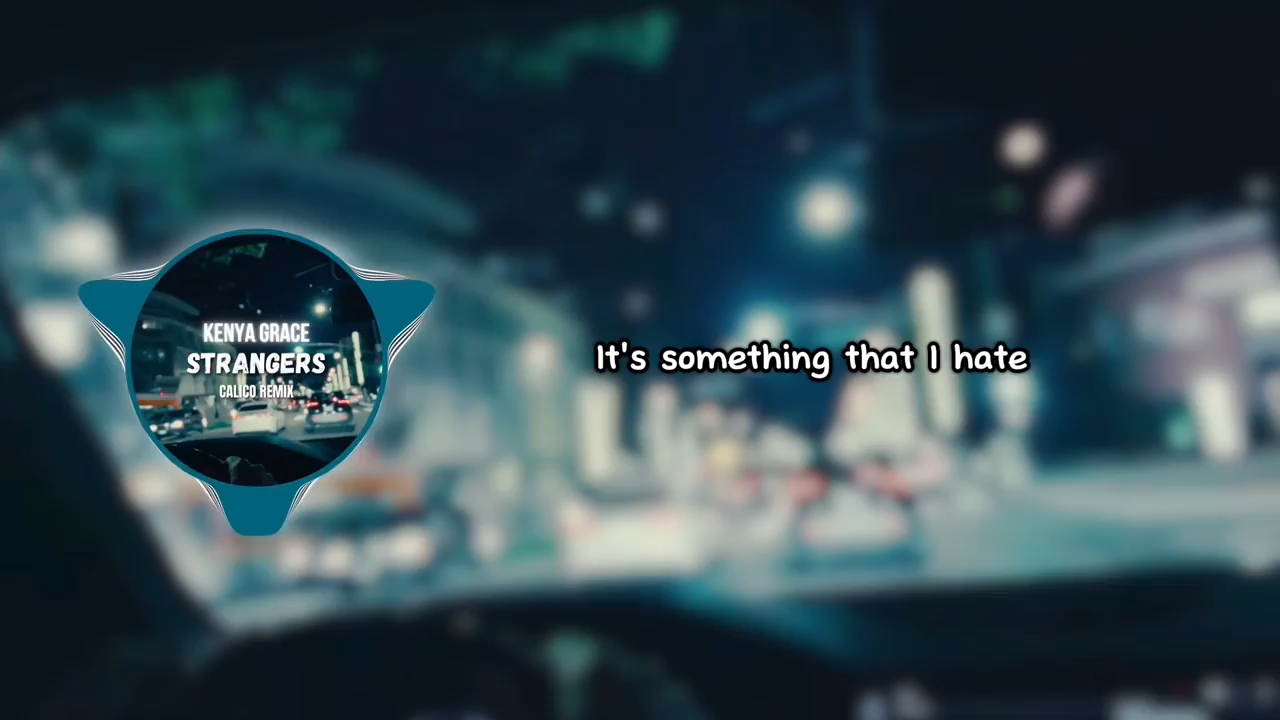 KENYA GRACE
STRANGERS
CALICO REMIX
It's something that I hate